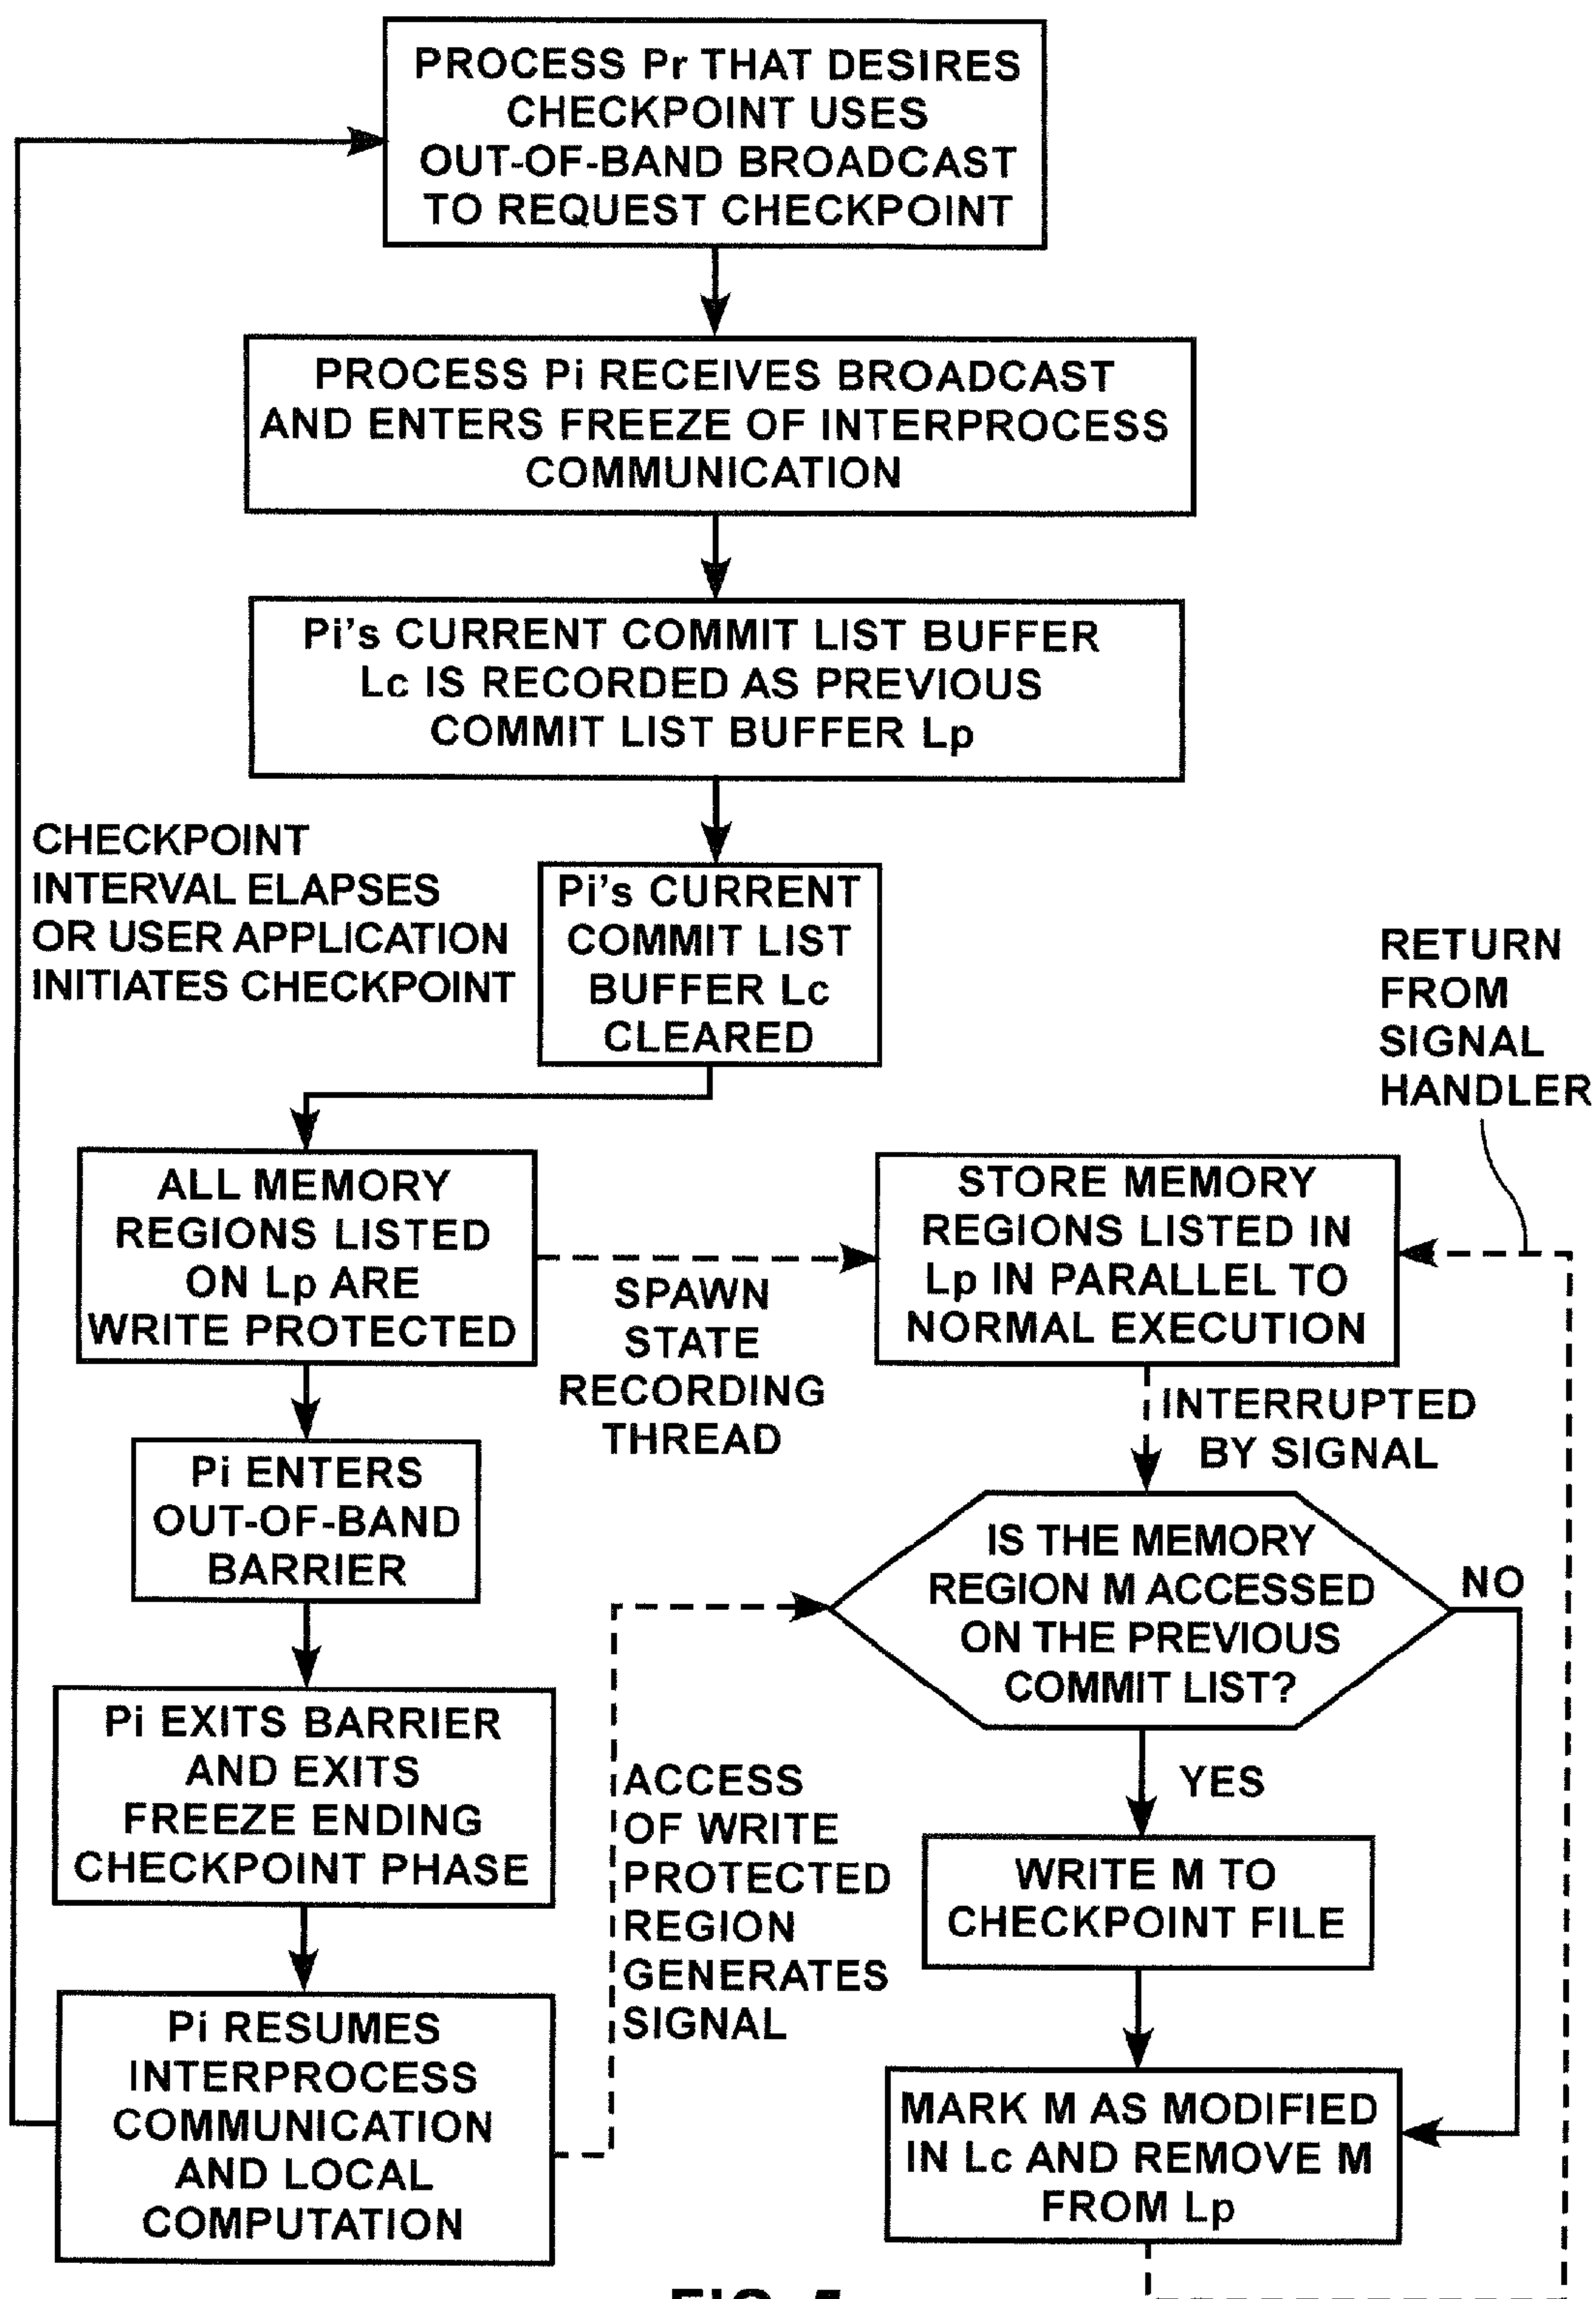 PROCESS Pr THAT DESIRES
CHECKPOINT USES
OUT-OF-BAND BROADCAST
TO REQUEST CHECKPOINT
PROCESS Pi RECEIVES BROADCAST
AND ENTERS FREEZE OF INTERPROCESS
COMMUNICATION
Pi's CURRENT COMMIT LIST BUFFER
Lc IS RECORDED AS PREVIOUS
COMMIT LIST BUFFER Lp
CHECKPOINT
INTERVAL ELAPSES
OR USER APPLICATION
INITIATES CHECKPOINT
Pi's CURRENT
COMMIT LIST
BUFFER Lc
CLEARED
RETURN
FROM
SIGNAL
HANDLER
ALL MEMORY
REGIONS LISTED
ON Lp ARE
WRITE PROTECTED
SPAWN
STATE
RECORDING
THREAD
STORE MEMORY
REGIONS LISTED IN
Lp IN PARALLEL TO
NORMAL EXECUTION
INTERRUPTED
BY SIGNAL
Pi ENTERS
OUT-OF-BAND
BARRIER
IS THE MEMORY
REGION M ACCESSED
ON THE PREVIOUS
COMMIT LIST?
NO
YES
Pi EXITS BARRIER
AND EXITS
FREEZE ENDING
CHECKPOINT PHASE
ACCESS
OF WRITE
PROTECTED
REGION
GENERATES
SIGNAL
WRITE M TO
CHECKPOINT FILE
Pi RESUMES
INTERPROCESS
COMMUNICATION
AND LOCAL
COMPUTATION
MARK M AS MODIFIED
IN Lc AND REMOVE M
FROM Lp